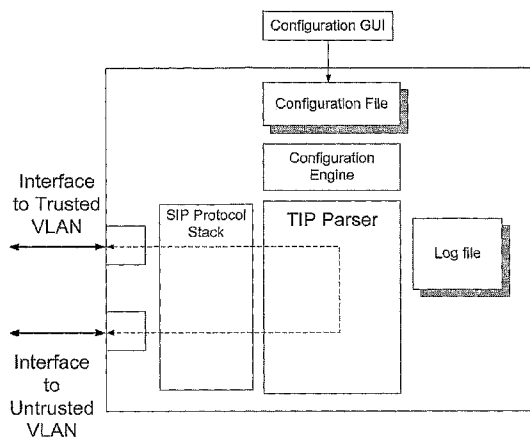 Configuration GUI
Configuration File
Configuration
Engine
Interface
to Trusted
VLAN
SIP Protocol
Stack
TIP Parser
Log file
Interface
to
Untrusted
VLAN